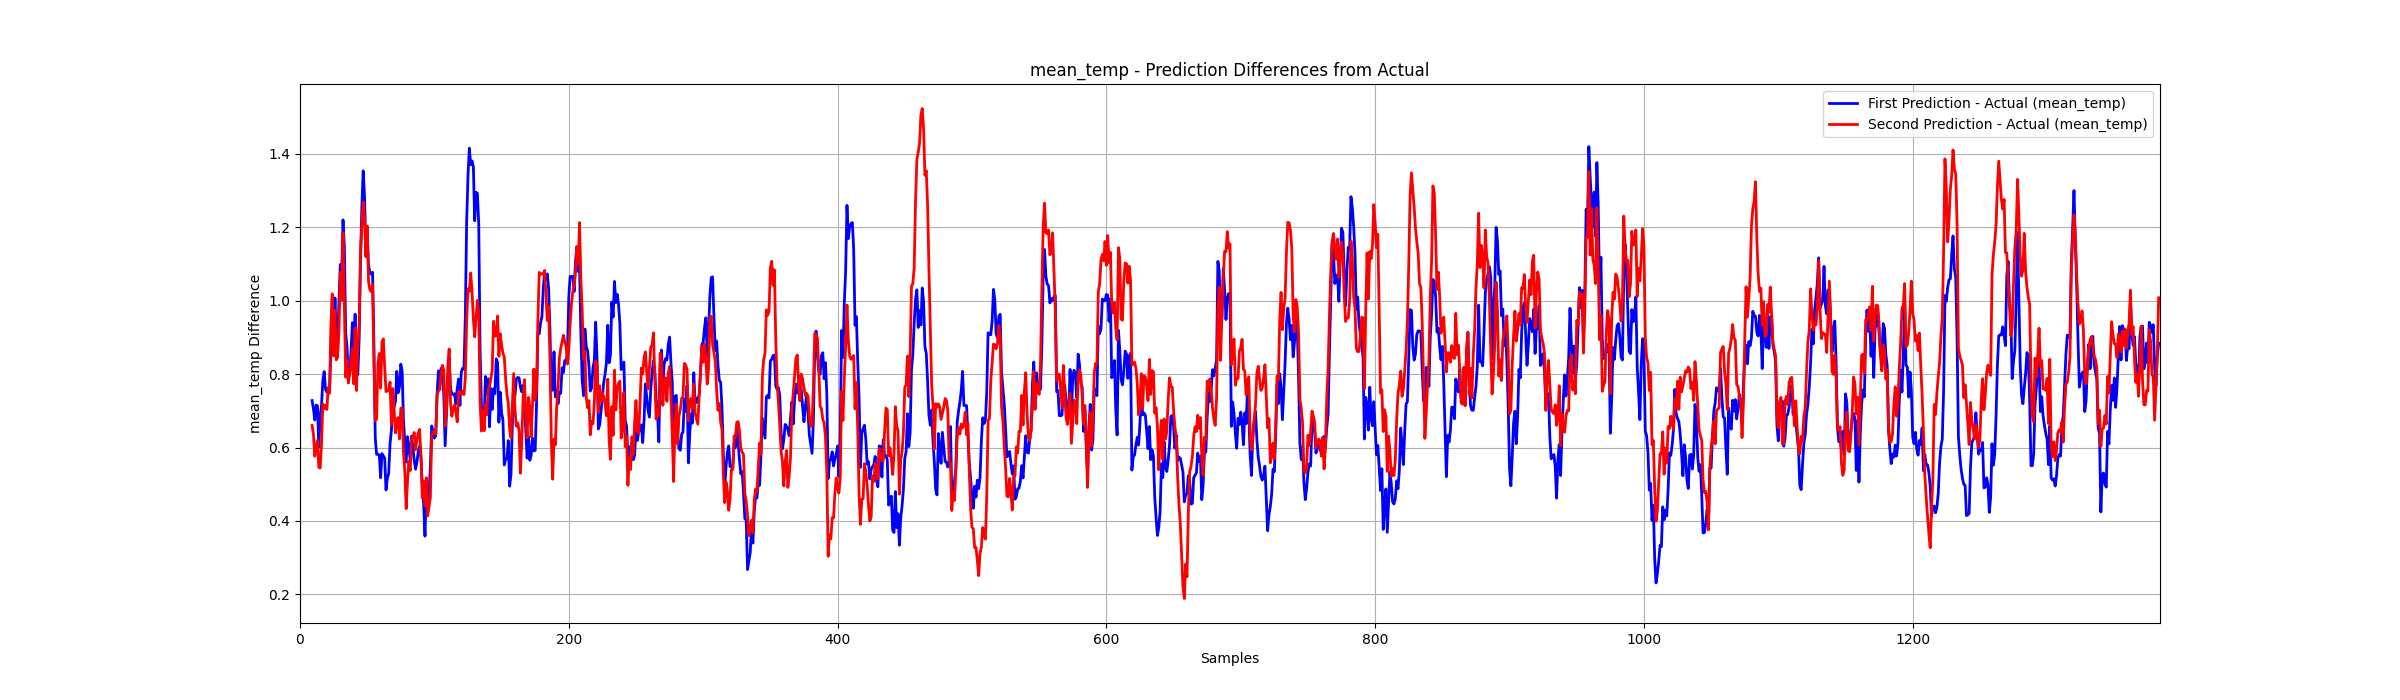 mean_temp - Prediction Differences from Actual
First Prediction - Actual (mean_temp)
Second Prediction - Actual (mean_temp)
mean_temp Difference
1.4
1.2
1.0
0.8
0.6
0.4
0.2
0 200 400 600 800 1000 1200
Samples